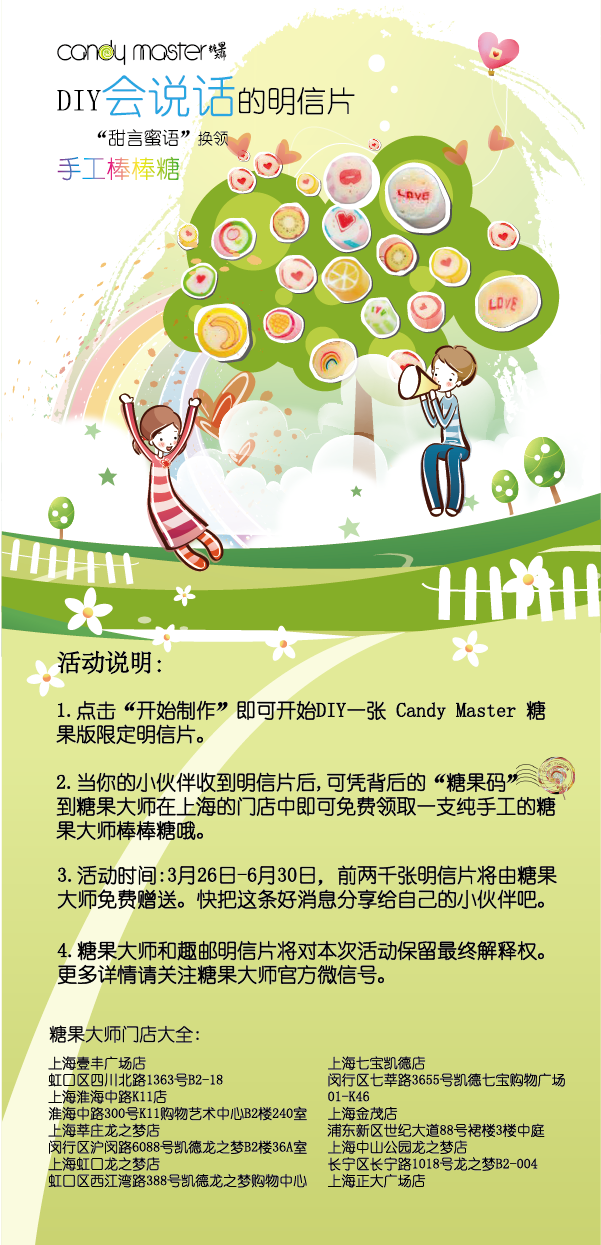 candy master 糖果大师
DIY会说话的明信片
“甜言蜜语”换领
手工棒棒糖
LOVE
LOVE
活动说明:
1.点击“开始制作”即可开始DIY一张 Candy Master 糖
果版限定明信片。
2.当你的小伙伴收到明信片后,可凭背后的“糖果码”
到糖果大师在上海的门店中即可免费领取一支纯手工的糖
果大师棒棒糖哦。
3.活动时间:3月26日-6月30日, 前两千张明信片将由糖果
大师免费赠送。快把这条好消息分享给自己的小伙伴吧。
4.糖果大师和趣邮明信片将对本次活动保留最终解释权。
更多详情请关注糖果大师官方微信号。
糖果大师门店大全:
上海壹丰广场店
虹口区四川北路1363号B2-18
上海淮海中路K11店
淮海中路300号K11购物艺术中心B2楼240室
上海莘庄龙之梦店
闵行区沪闵路6088号凯德龙之梦B2楼36A室
上海虹口龙之梦店
虹口区西江湾路388号凯德龙之梦购物中心
上海七宝凯德店
闵行区七莘路3655号凯德七宝购物广场
01-K46
上海金茂店
浦东新区世纪大道88号裙楼3楼中庭
上海中山公园龙之梦店
长宁区长宁路1018号龙之梦B2-004
上海正大广场店